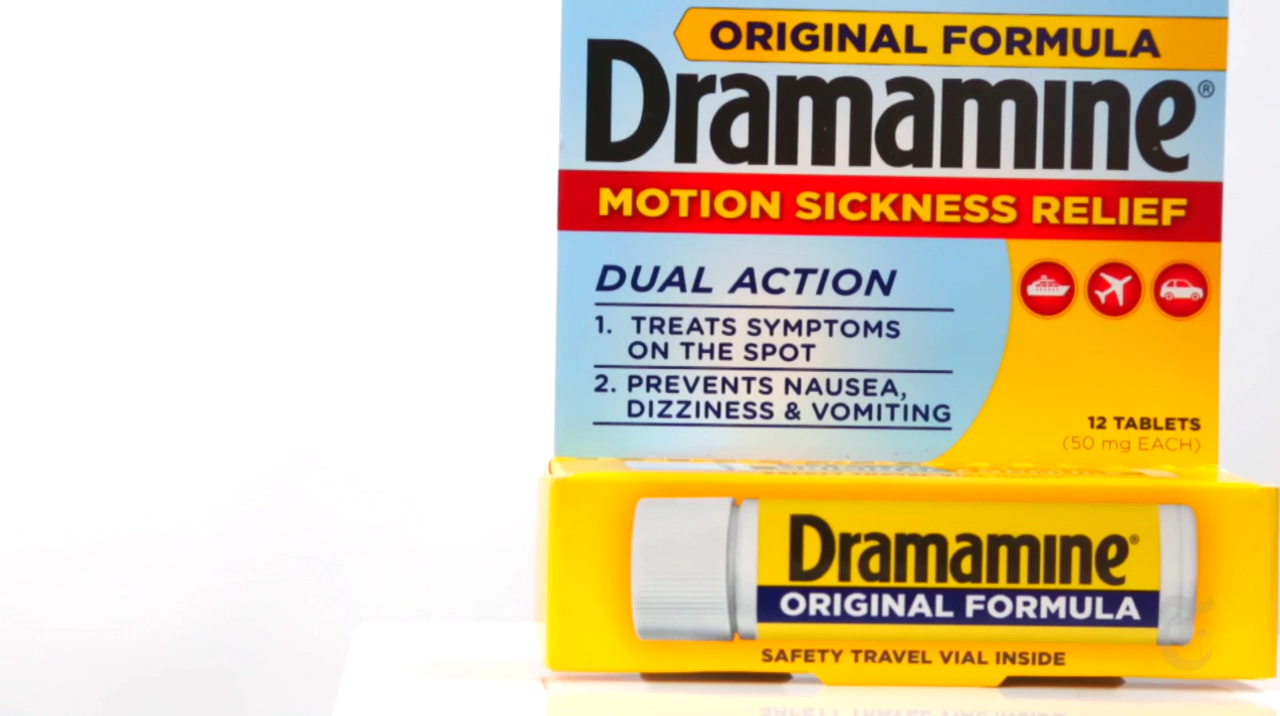 ORIGINAL FORMULA
Dramamine®
MOTION SICKNESS RELIEF
DUAL ACTION
1. TREATS SYMPTOMS
ON THE SPOT
2. PREVENTS NAUSEA,
DIZZINESS & VOMITING
12 TABLETS
(50 mg EACH)
Dramamine®
ORIGINAL FORMULA
SAFETY TRAVEL VIAL INSIDE